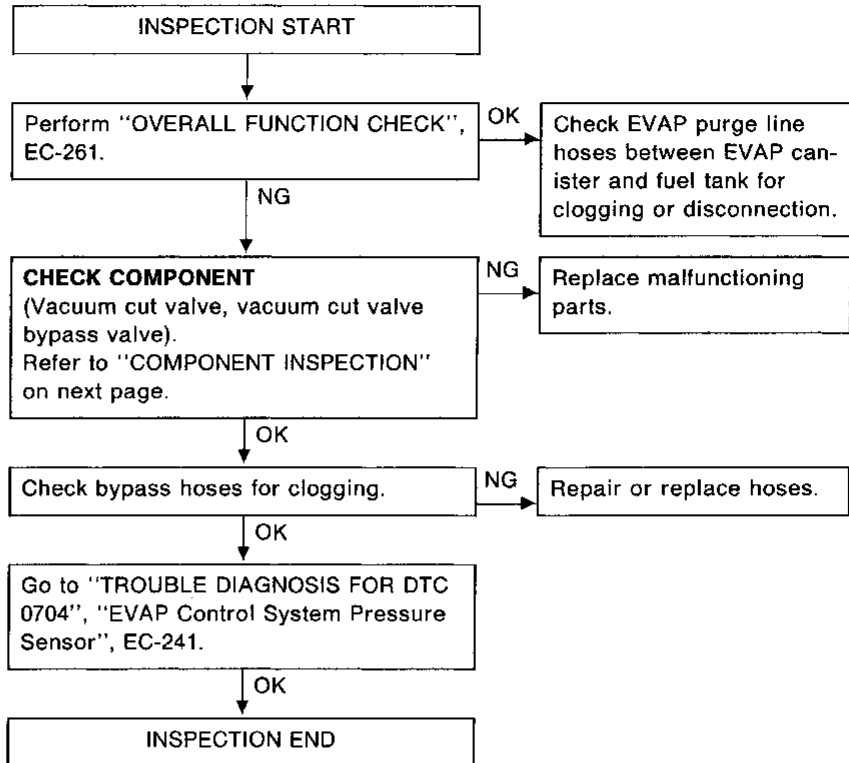 INSPECTION START
Perform "OVERALL FUNCTION CHECK",
EC-261.
OK
Check EVAP purge line
hoses between EVAP can-
ister and fuel tank for
clogging or disconnection.
NG
CHECK COMPONENT
(Vacuum cut valve, vacuum cut valve
bypass valve).
Refer to "COMPONENT INSPECTION"
on next page.
NG
Replace malfunctioning
parts.
OK
Check bypass hoses for clogging.
NG
Repair or replace hoses.
OK
Go to "TROUBLE DIAGNOSIS FOR DTC
0704", "EVAP Control System Pressure
Sensor", EC-241.
OK
INSPECTION END